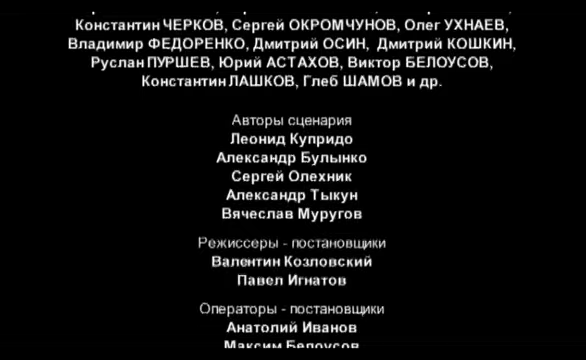 Константин ЧЕРКОВ, Сергей ОКРОМЧУНОВ, Олег УХНАЕВ,
Владимир ФЕДОРЕНКО, Дмитрий ОСИН, Дмитрий КОШКИН,
Руслан ПУРШЕВ, Юрий АСТАХОВ, Виктор БЕЛОУСОВ,
Константин ЛАШКОВ, Глеб ШАМОВ и др.
Авторы сценария
Леонид Купридо
Александр Булынко
Сергей Олехник
Александр Тыкун
Вячеслав Муругов
Режиссеры - постановщики
Валентин Козловский
Павел Игнатов
Операторы - постановщики
Анатолий Иванов
Максим Белоусов